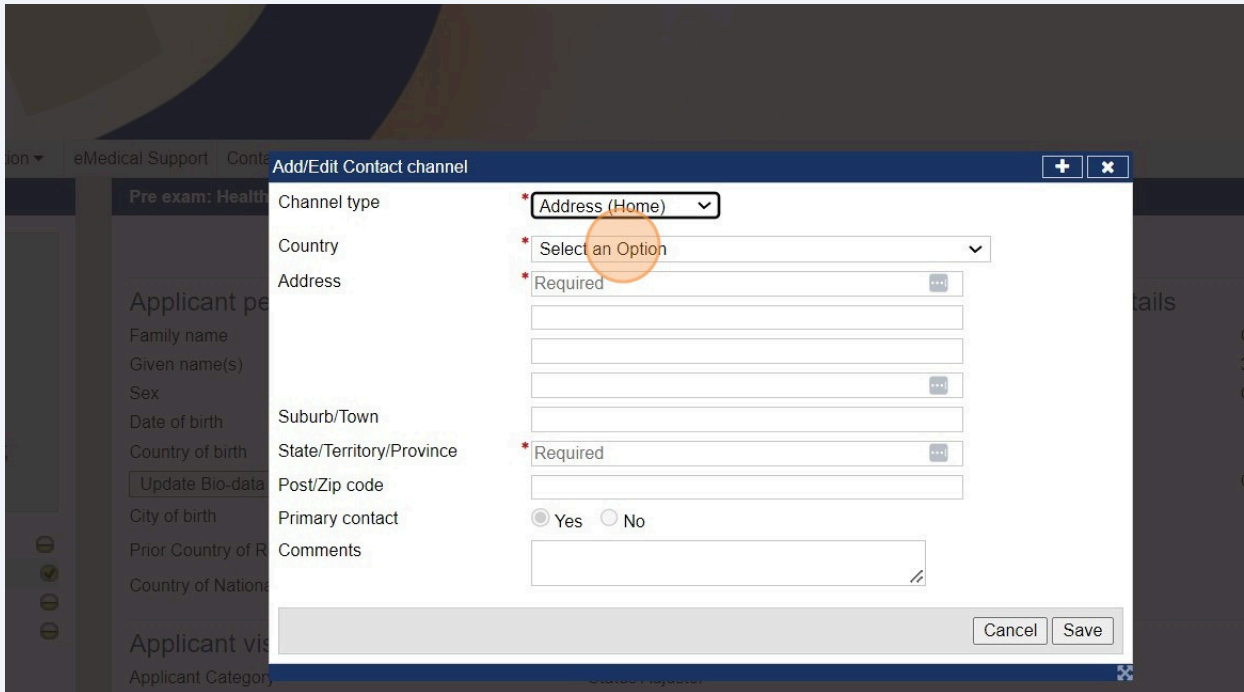 ion
eMedical Support Conta
Add/Edit Contact channel
Pre exam: Health
Channel type * Address (Home)
Country * Select an Option
Address * Required
Applicant pe
tails
Family name
Given name(s)
Sex
Suburb/Town
Date of birth
State/Territory/Province * Required
Country of birth
Post/Zip code
Update Bio-data
City of birth
Primary contact Yes No
Prior Country of R
Comments
Country of Nationa
Cancel Save
Applicant vis
Applicant Category
Status Adjuster